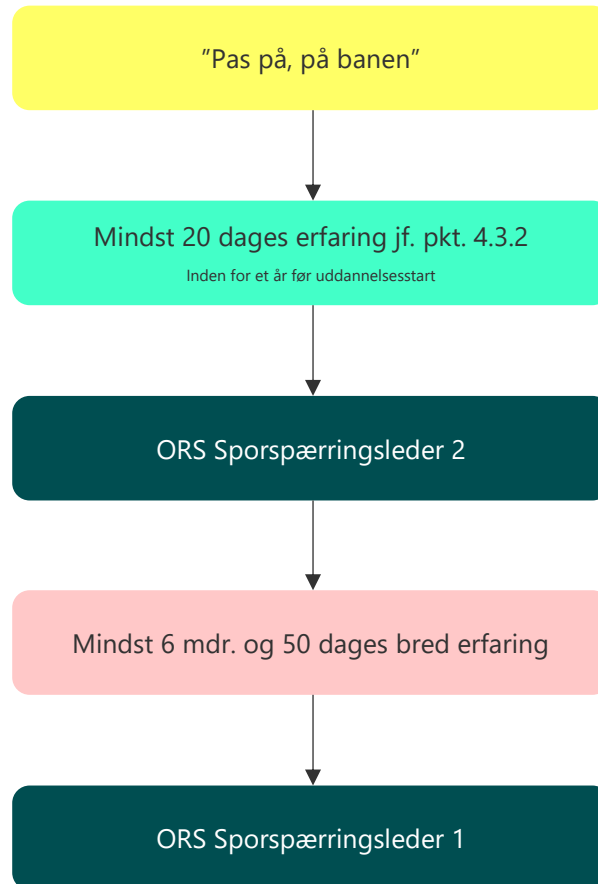 ”Pas på, på banen”
Mindst 20 dages erfaring jf. pkt. 4.3.2
Inden for et år før uddannelsesstart
ORS Sporspærringsleder 2
Mindst 6 mdr. og 50 dages bred erfaring
ORS Sporspærringsleder 1